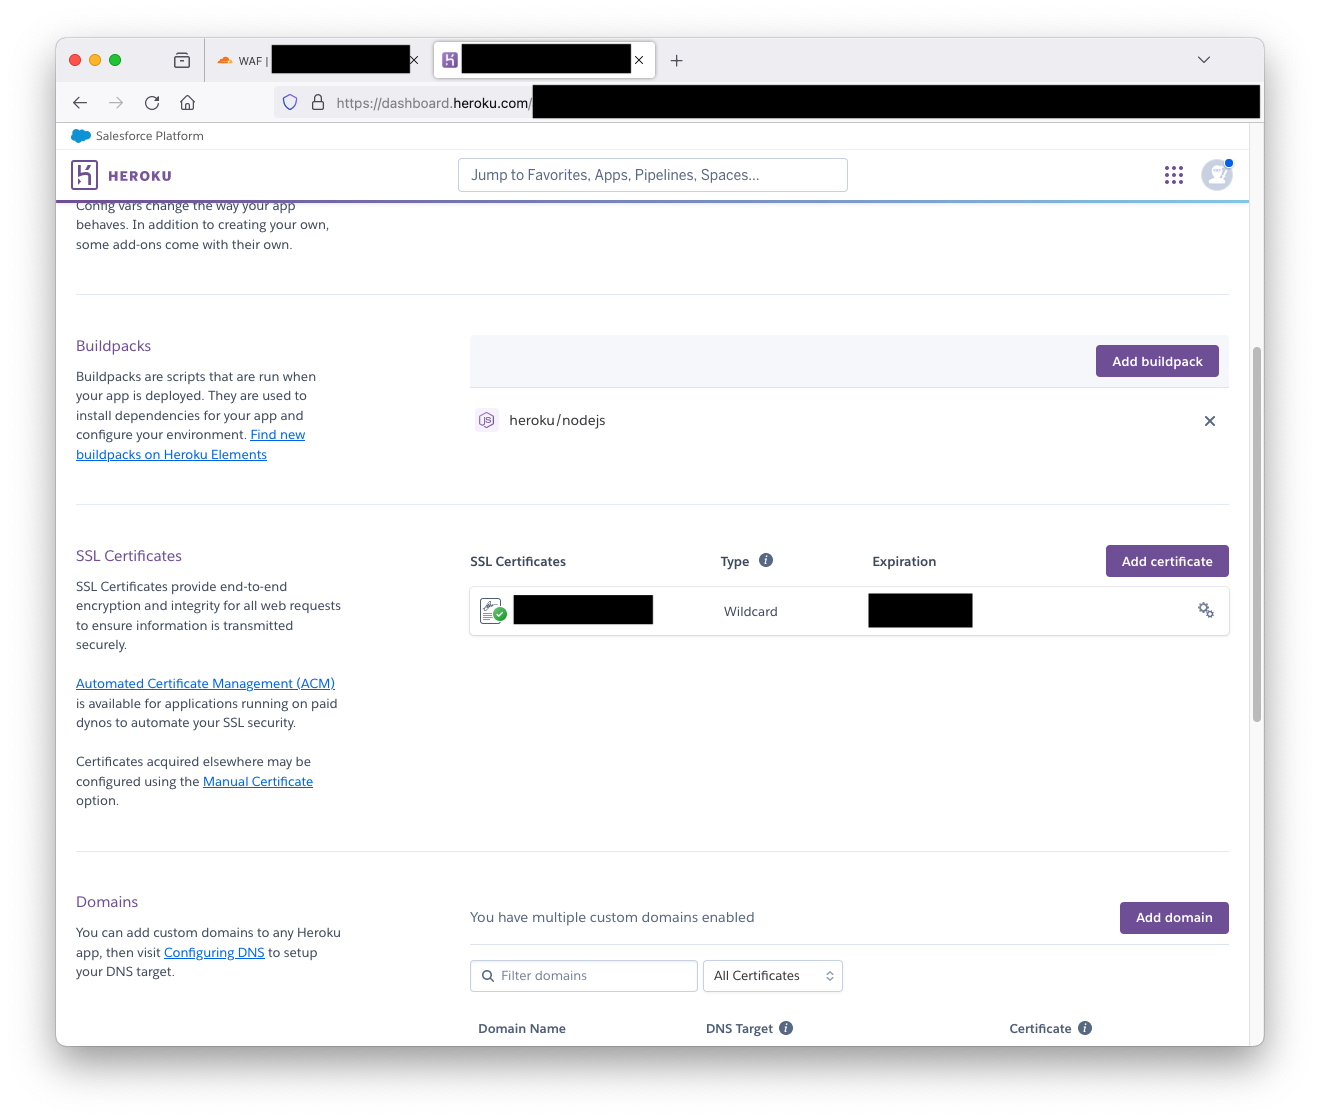 WAF |
https://dashboard.heroku.com/
Salesforce Platform
HEROKU
Jump to Favorites, Apps, Pipelines, Spaces...
Config vars change the way your app
behaves. In addition to creating your own,
some add-ons come with their own.
Buildpacks
Add buildpack
Buildpacks are scripts that are run when
your app is deployed. They are used to
install dependencies for your app and
configure your environment. Find new
buildpacks on Heroku Elements
JS
heroku/nodejs
SSL Certificates
SSL Certificates provide end-to-end
encryption and integrity for all web requests
to ensure information is transmitted
securely.
Automated Certificate Management (ACM)
is available for applications running on paid
dynos to automate your SSL security.
Certificates acquired elsewhere may be
configured using the Manual Certificate
option.
SSL Certificates Type Expiration
Add certificate
Wildcard
Domains
You can add custom domains to any Heroku
app, then visit Configuring DNS to setup
your DNS target.
You have multiple custom domains enabled
Add domain
Filter domains
All Certificates
Domain Name DNS Target Certificate